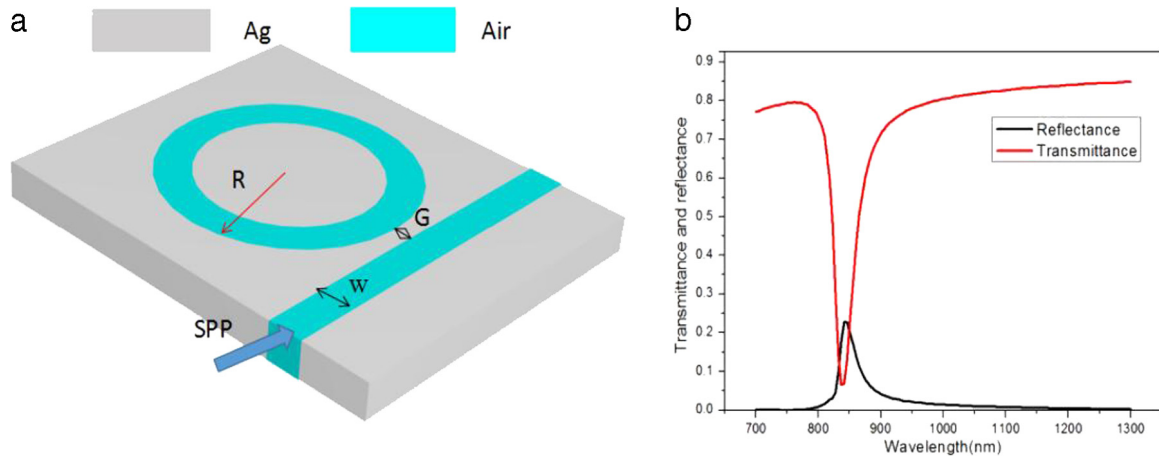 a
Ag
Air
R
G
W
SPP
b
Transmittance and reflectance
0.9
0.8
0.7
0.6
0.5
0.4
0.3
0.2
0.1
0.0
Reflectance
Transmittance
700
800
900
1000
1100
1200
1300
Wavelength(nm)